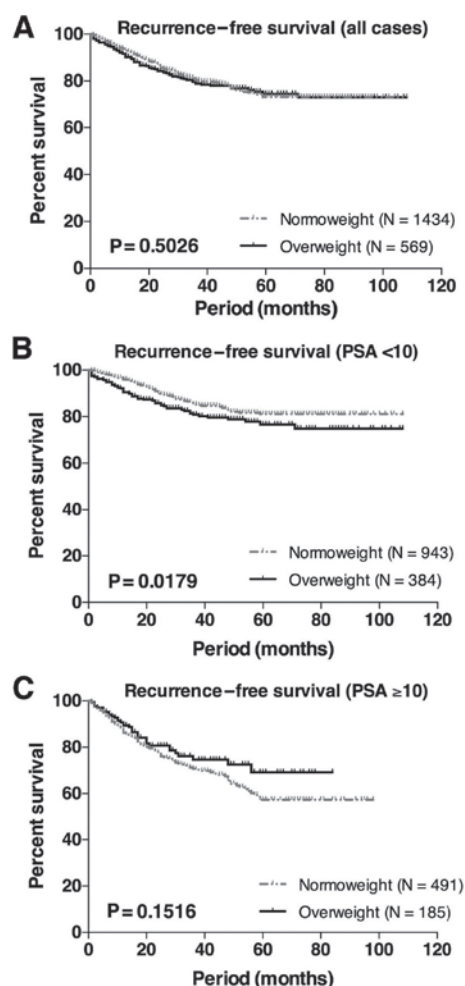 A
Recurrence–free survival (all cases)
Percent survival
100
80
60
40
20
0
Normoweight (N = 1434)
Overweight (N = 569)
P = 0.5026
0 20 40 60 80 100 120
Period (months)
B
Recurrence–free survival (PSA <10)
Percent survival
100
80
60
40
20
0
Normoweight (N = 943)
Overweight (N = 384)
P = 0.0179
0 20 40 60 80 100 120
Period (months)
C
Recurrence–free survival (PSA ≥10)
Percent survival
100
80
60
40
20
0
Normoweight (N = 491)
Overweight (N = 185)
P = 0.1516
0 20 40 60 80 100 120
Period (months)